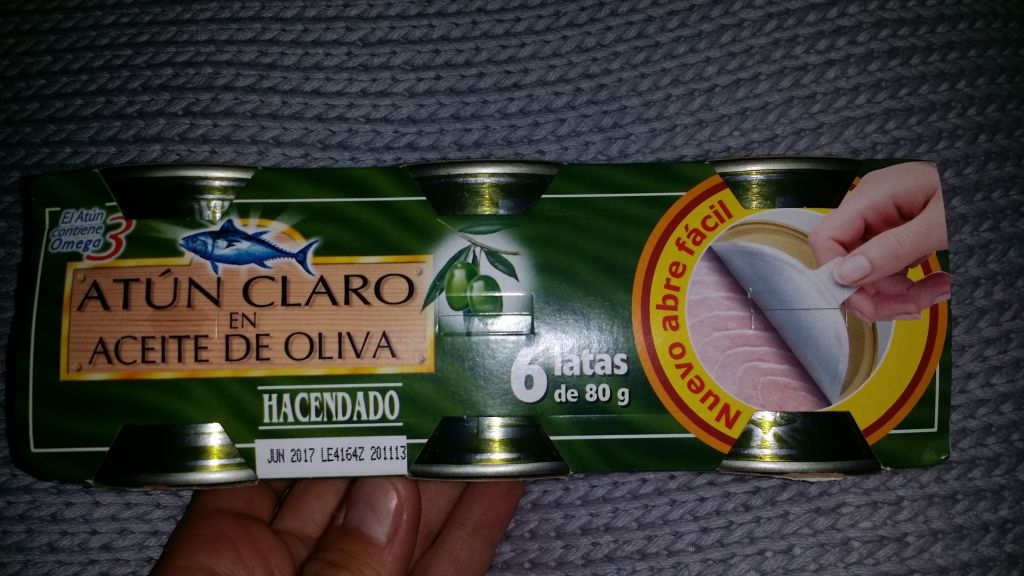 El Atún
contiene
Omega 3
ATÚN CLARO
EN
ACEITE DE OLIVA
HACENDADO
JUN 2017 LE4164Z 201113
6 latas
de 80 g
Nuevo abre fácil